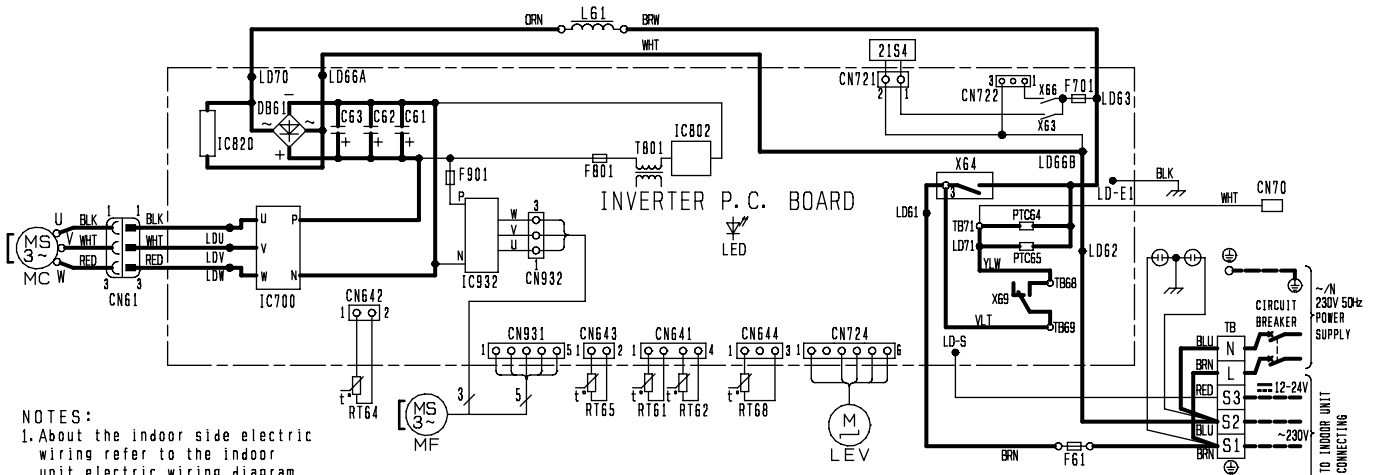 ORN L61 BRW
WHT
21S4
LD70 LD66A
CN721
2 1
3 1
CN722
X66 F701
LD63
X63
DB61
−
~ ~
+
C63 C62 C61
+ + +
IC820
T801 IC802
F801
LD66B
F901
X64
3
INVERTER P.C. BOARD
LED
LD-E1
BLK
WHT
CN70
LD61
TB71
PTC64
LD71
PTC65
LD62
YLW
TB68
X69
VLT
TB69
P
N
W
V
U
3
1
IC932 CN932
U
V
W
MS
3~
MC
1 1
BLK BLK
WHT WHT
RED RED
3 3
CN61
LDU
LDV
LDW
U P
V
W N
IC700
CN642
1 2
t°
RT64
CN931
1 5
3 5
MS
3~
MF
CN643
1 2
t°
RT65
CN641
1 4
t° t°
RT61 RT62
CN644
1 3
t°
RT68
CN724
1 6
M
LEV
LD-S
~/N
230V 50Hz
POWER
SUPPLY
CIRCUIT
BREAKER
TB
BLU N
BRN L
RED S3
12-24V
S2
BLU
~230V
S1
BRN
BRN F61
TO INDOOR UNIT
CONNECTING
NOTES:
1. About the indoor side electric
wiring refer to the indoor
unit electric wiring diagram